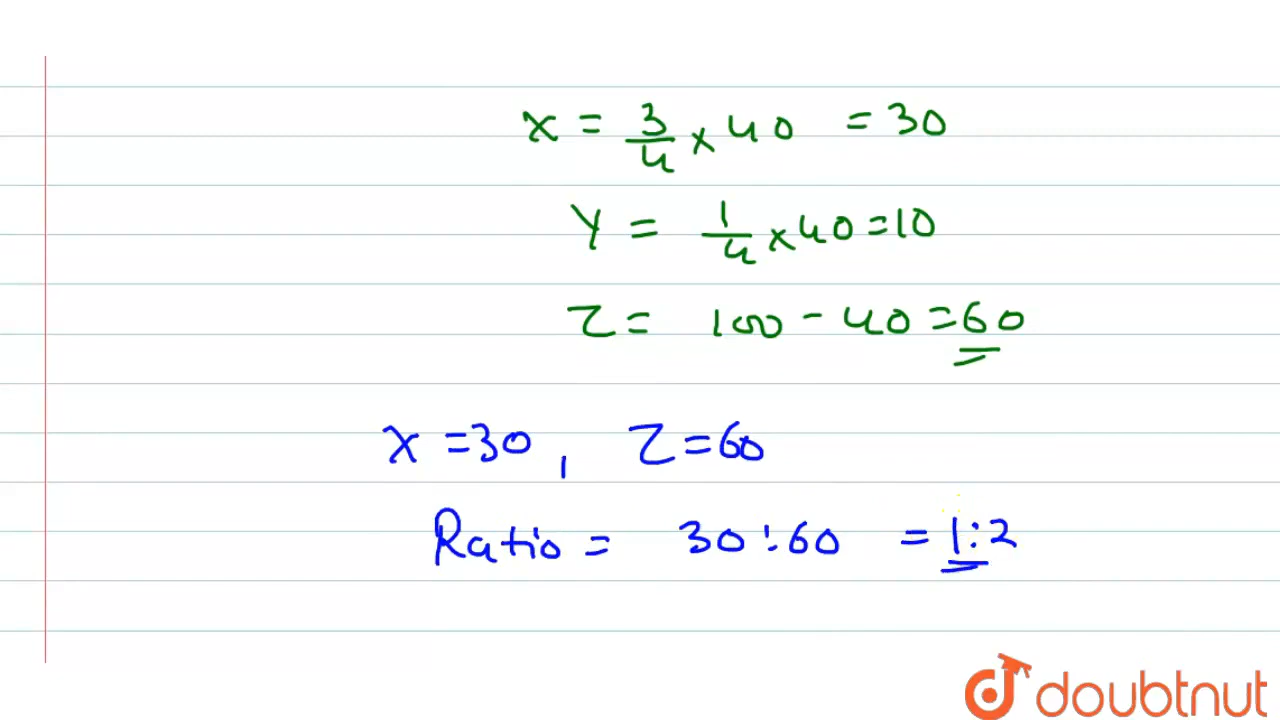 X = 3/4 × 40 = 30
Y = 1/4 × 40 = 10
Z = 100 - 40 = 60
X = 30, Z = 60
Ratio = 30:60 = 1:2
doubtnut